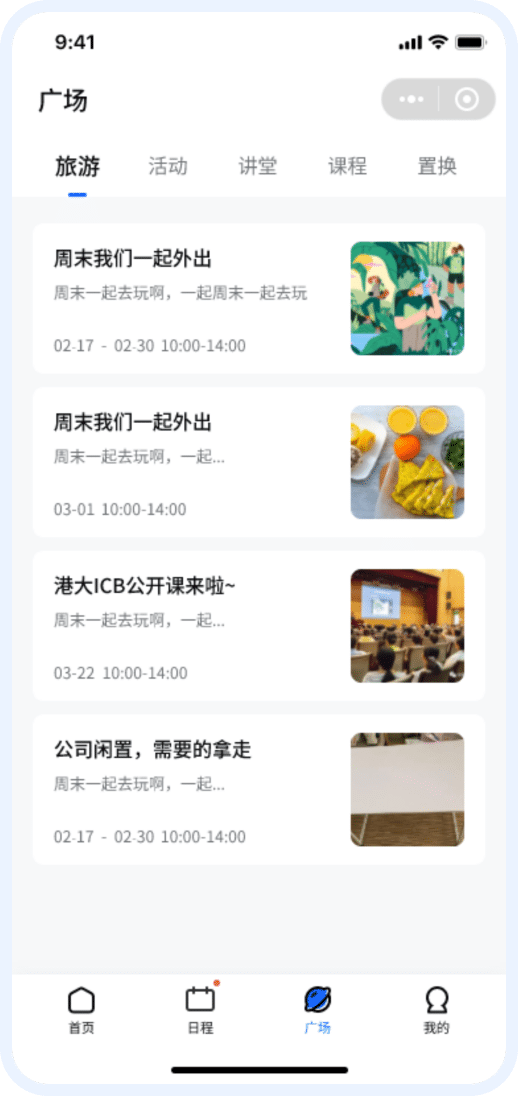 9:41
广场
旅游 活动 讲堂 课程 置换
周末我们一起外出
周末一起去玩啊，一起周末一起去玩
02-17 - 02-30 10:00-14:00
周末我们一起外出
周末一起去玩啊，一起...
03-01 10:00-14:00
港大ICB公开课来啦~
周末一起去玩啊，一起...
03-22 10:00-14:00
公司闲置，需要的拿走
周末一起去玩啊，一起...
02-17 - 02-30 10:00-14:00
首页 日程 广场 我的